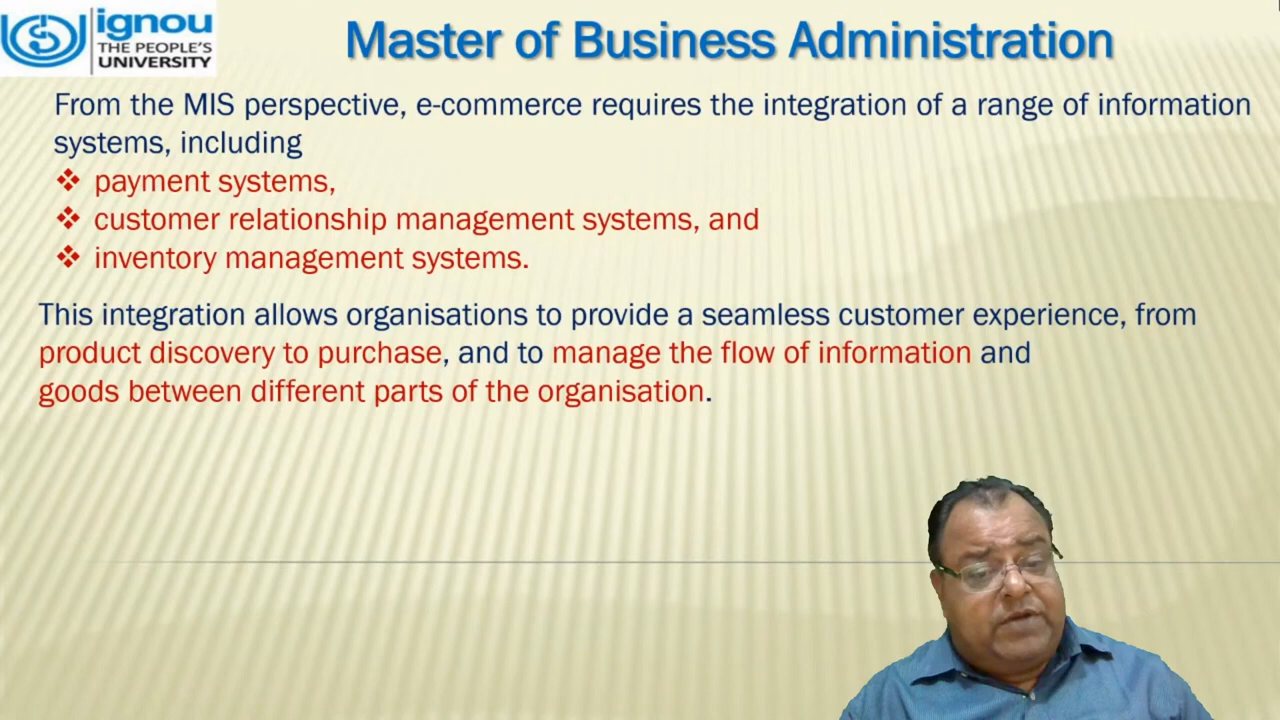 ignou
THE PEOPLE'S
UNIVERSITY
Master of Business Administration
From the MIS perspective, e-commerce requires the integration of a range of information
systems, including
❖ payment systems,
❖ customer relationship management systems, and
❖ inventory management systems.
This integration allows organisations to provide a seamless customer experience, from
product discovery to purchase, and to manage the flow of information and
goods between different parts of the organisation.